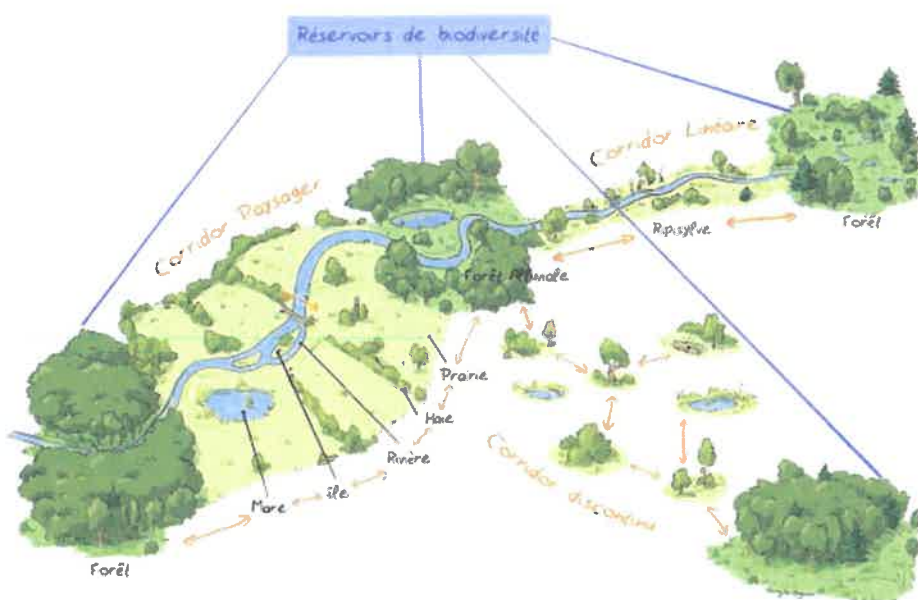 Réservoirs de biodiversité
Corridor Linéaire
Corridor Paysager
Forêt
Ripisylve
Forêt Alluviale
Prairie
Haie
Rivière
île
Mare
Corridor discontinu
Forêt